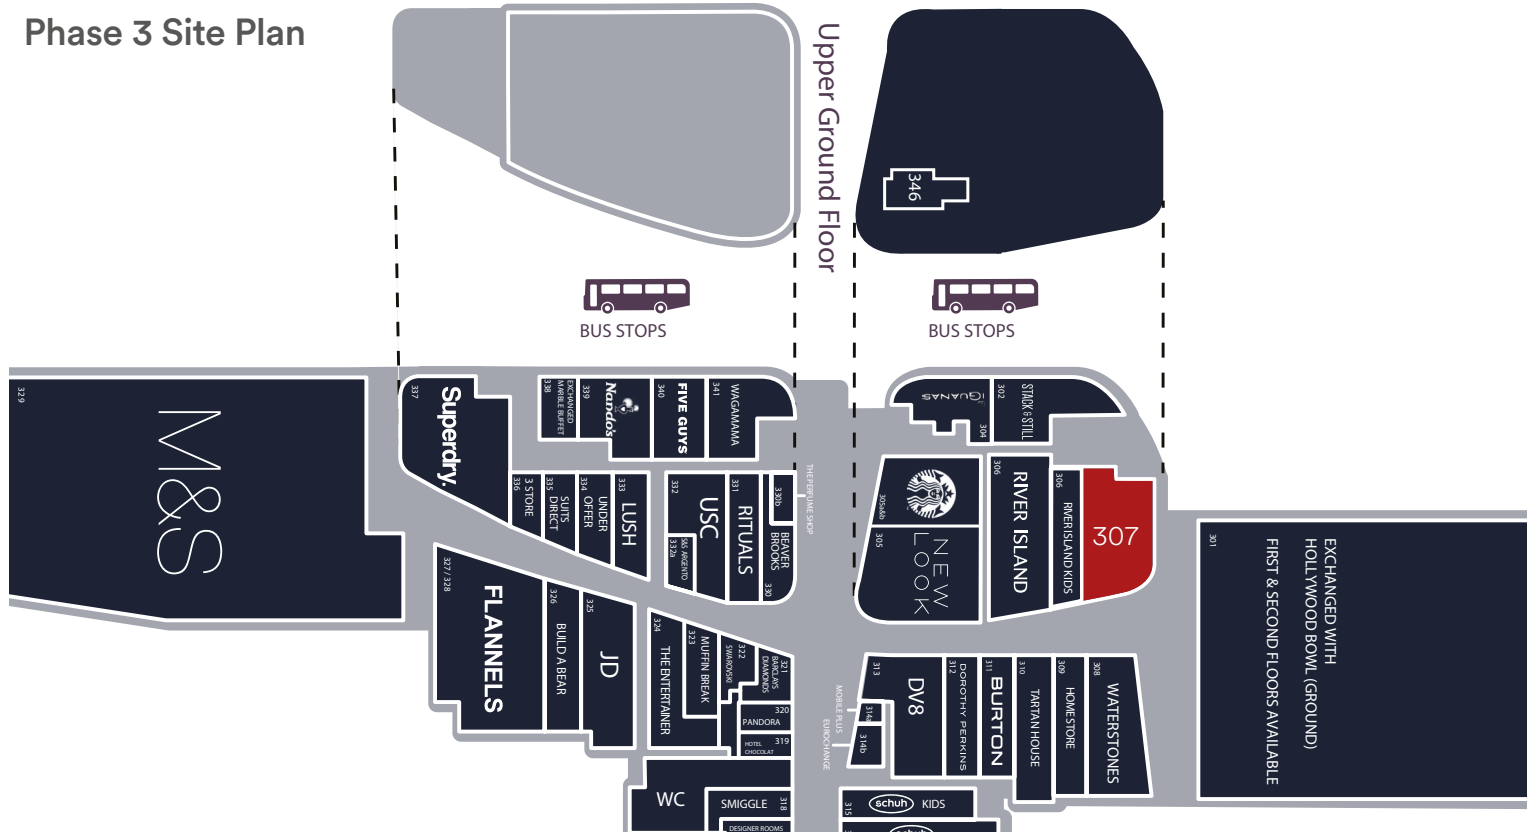 Phase 3 Site Plan
Upper Ground Floor
346
BUS STOPS
BUS STOPS
329
M&S
337
Superdry.
338
EXCHANGED
MARBLE BUFFET
339
Nando's
340
FIVE GUYS
341
WAGAMAMA
IGUANAS
304
302
STACK & STILL
336
3 STORE
335
SUITS
DIRECT
334
UNDER
OFFER
333
LUSH
332
USC
332a
S&S ARGENTO
331
RITUALS
330b
THE PERFUME SHOP
BEAVER
BROOKS
330
305a&b
305
NEW
LOOK
306
RIVER ISLAND
306
RIVER ISLAND KIDS
307
301
EXCHANGED WITH
HOLLYWOOD BOWL (GROUND)
FIRST & SECOND FLOORS AVAILABLE
327 / 328
FLANNELS
326
BUILD A BEAR
325
JD
324
THE ENTERTAINER
323
MUFFIN BREAK
322
SWAROVSKI
321
BARCLAYS
DIAMONDS
320
PANDORA
319
HOTEL
CHOCOLAT
WC
SMIGGLE
318
DESIGNER ROOMS
313
DV8
314a
314b
MOBILE PLUS
EUROCHANGE
312
DOROTHY PERKINS
311
BURTON
310
TARTAN HOUSE
309
HOMESTORE
308
WATERSTONES
315
schuh KIDS